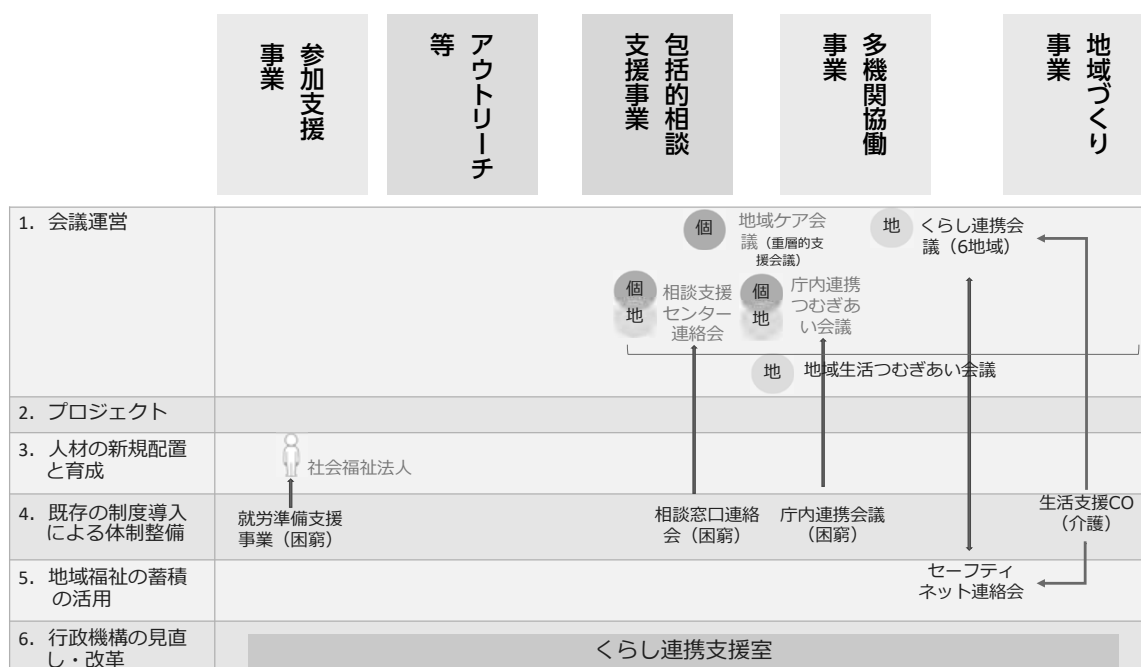 参加支援
事業
アウトリーチ
等
包括的相談
支援事業
多機関協働
事業
地域づくり
事業
1. 会議運営
個
地域ケア会
議（重層的支
援会議）
地
くらし連携会
議（6地域）
個
地
相談支援
センター
連絡会
個
地
庁内連携
つむぎあ
い会議
地
地域生活つむぎあい会議
2. プロジェクト
3. 人材の新規配置
と育成
社会福祉法人
4. 既存の制度導入
による体制整備
就労準備支援
事業（困窮）
相談窓口連絡
会（困窮）
庁内連携会議
（困窮）
生活支援CO
（介護）
5. 地域福祉の蓄積
の活用
セーフティ
ネット連絡会
6. 行政機構の見直
し・改革
くらし連携支援室